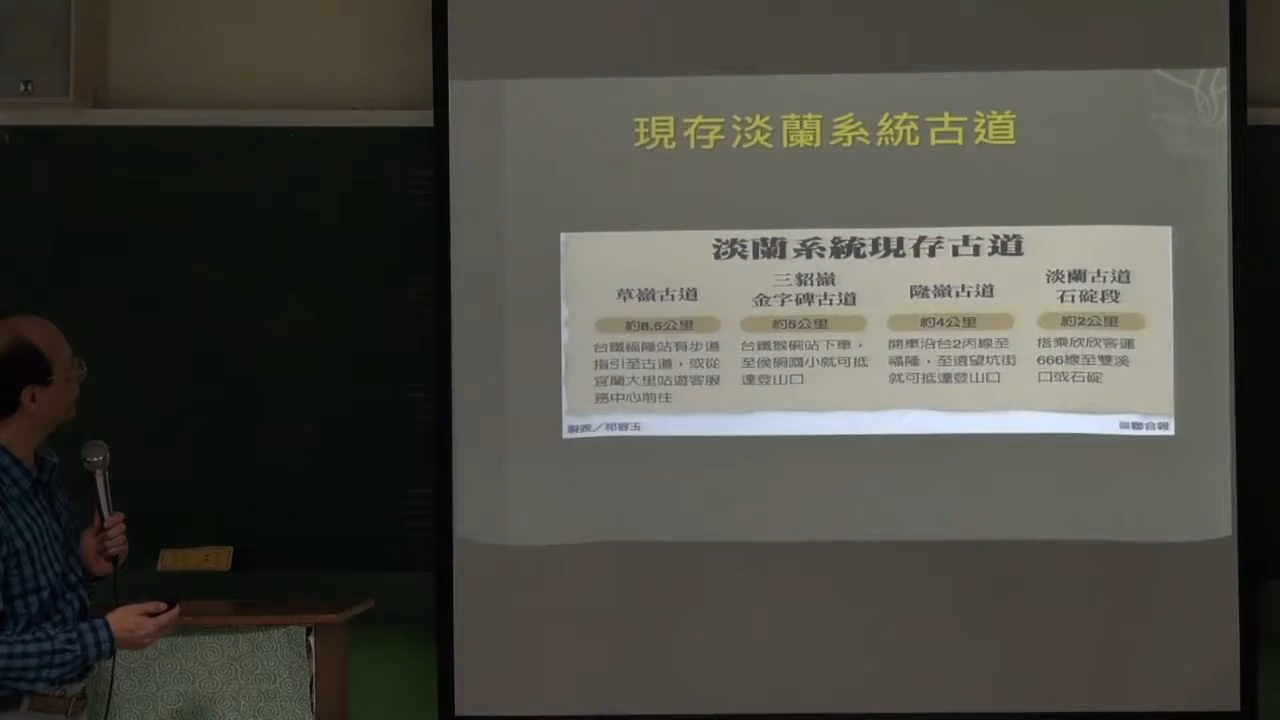 現存淡蘭系統古道
淡蘭系統現存古道
草嶺古道
約8.5公里
台鐵福隆站有步道
指引至古道，或從
宜蘭大里站遊客服
務中心前往
三貂嶺
金字碑古道
約5公里
台鐵猴硐站下車，
至侯硐國小就可抵
達登山口
隆嶺古道
約4公里
開車沿台2丙線至
福隆，至遠望坑街
就可抵達登山口
淡蘭古道
石碇段
約2公里
搭乘欣欣客運
666線至雙溪
口或石碇